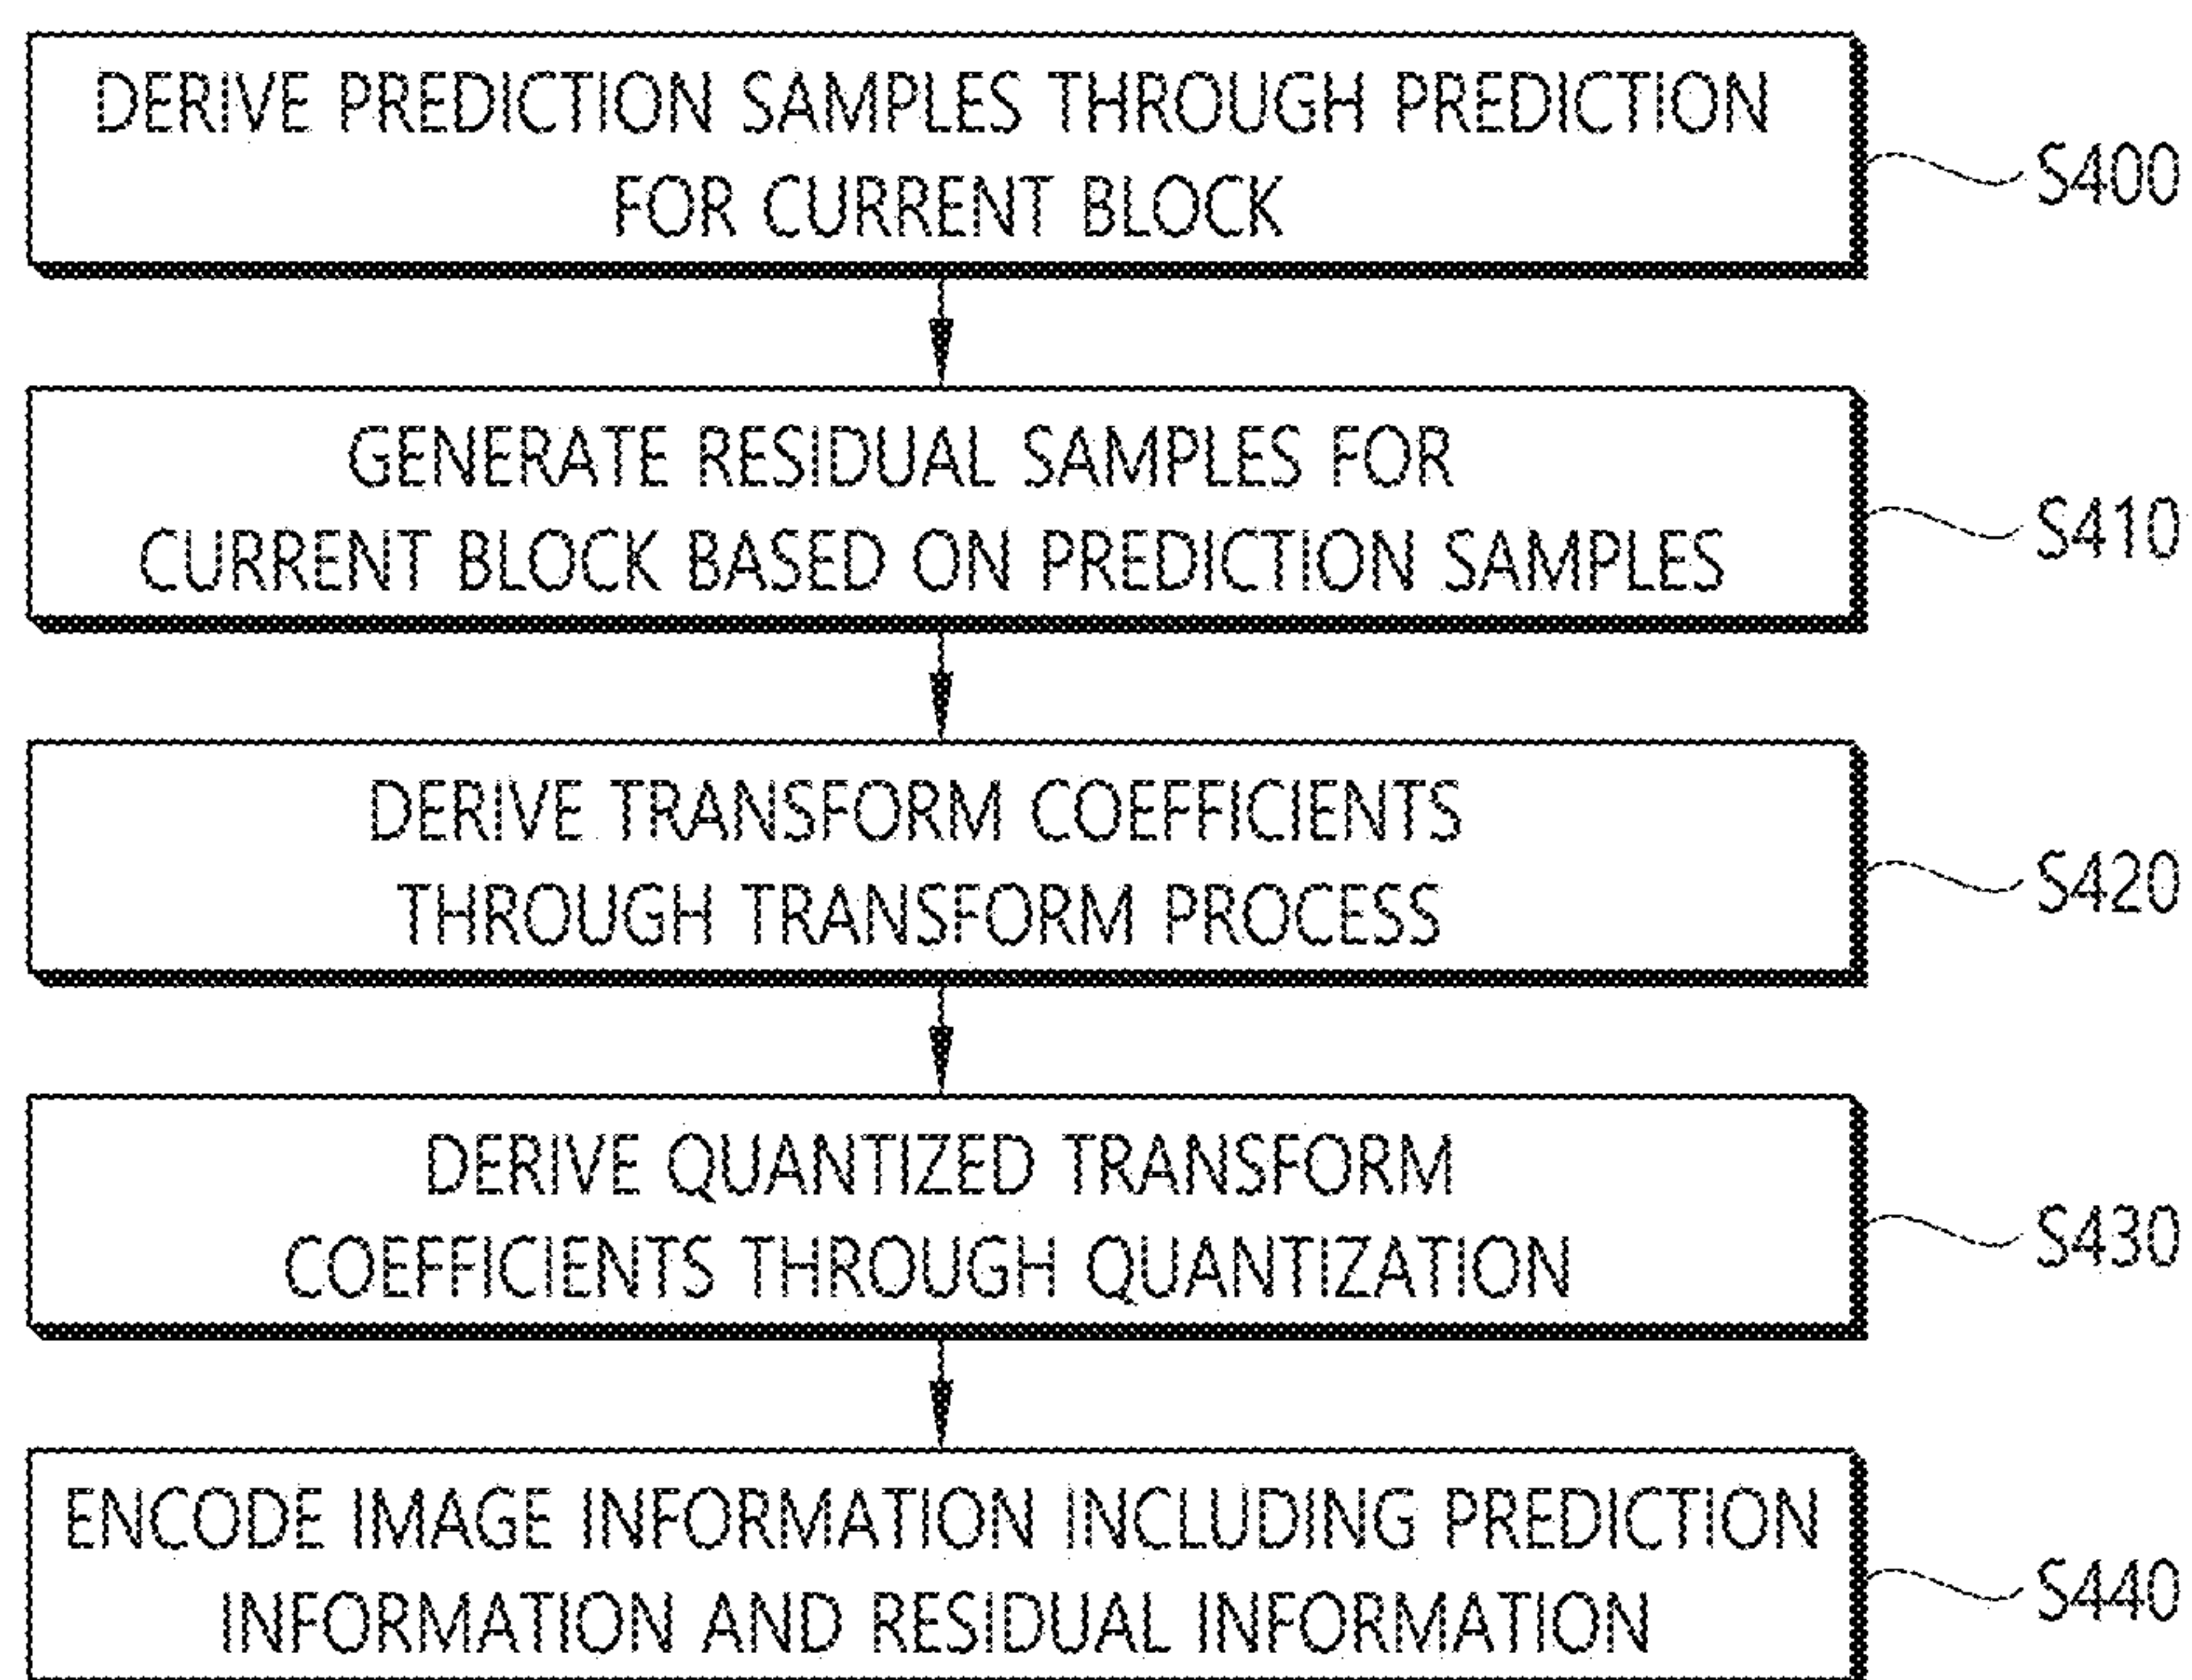 DERIVE PREDICTION SAMPLES THROUGH PREDICTION
FOR CURRENT BLOCK
S400
GENERATE RESIDUAL SAMPLES FOR
CURRENT BLOCK BASED ON PREDICTION SAMPLES
S410
DERIVE TRANSFORM COEFFICIENTS
THROUGH TRANSFORM PROCESS
S420
DERIVE QUANTIZED TRANSFORM
COEFFICIENTS THROUGH QUANTIZATION
S430
ENCODE IMAGE INFORMATION INCLUDING PREDICTION
INFORMATION AND RESIDUAL INFORMATION
S440